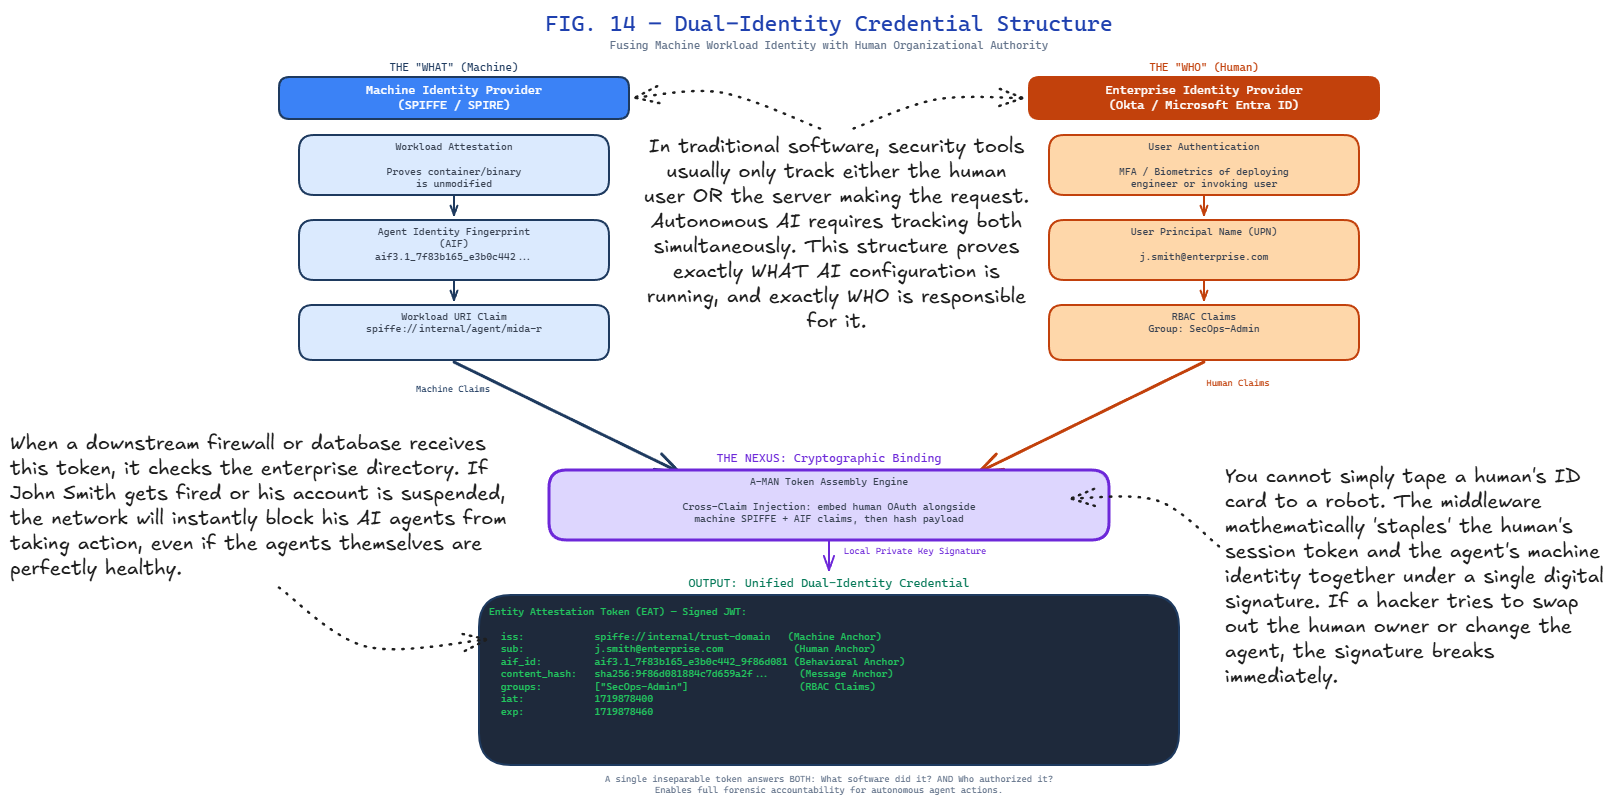 FIG. 14 — Dual-Identity Credential Structure
Fusing Machine Workload Identity with Human Organizational Authority
THE "WHAT" (Machine)
Machine Identity Provider
(SPIFFE / SPIRE)
Workload Attestation
Proves container/binary
is unmodified
Agent Identity Fingerprint
(AIF)
aif3.1_7f83b165_e3b0c442...
Workload URI Claim
spiffe://internal/agent/mida-r
Machine Claims
In traditional software, security tools
usually only track either the human
user OR the server making the request.
Autonomous AI requires tracking both
simultaneously. This structure proves
exactly WHAT AI configuration is
running, and exactly WHO is responsible
for it.
THE "WHO" (Human)
Enterprise Identity Provider
(Okta / Microsoft Entra ID)
User Authentication
MFA / Biometrics of deploying
engineer or invoking user
User Principal Name (UPN)
j.smith@enterprise.com
RBAC Claims
Group: SecOps-Admin
Human Claims
When a downstream firewall or database receives
this token, it checks the enterprise directory. If
John Smith gets fired or his account is suspended,
the network will instantly block his AI agents from
taking action, even if the agents themselves are
perfectly healthy.
THE NEXUS: Cryptographic Binding
A-MAN Token Assembly Engine
Cross-Claim Injection: embed human OAuth alongside
machine SPIFFE + AIF claims, then hash payload
Local Private Key Signature
You cannot simply tape a human's ID
card to a robot. The middleware
mathematically 'staples' the human's
session token and the agent's machine
identity together under a single digital
signature. If a hacker tries to swap
out the human owner or change the
agent, the signature breaks
immediately.
OUTPUT: Unified Dual-Identity Credential
Entity Attestation Token (EAT) — Signed JWT:
iss: spiffe://internal/trust-domain (Machine Anchor)
sub: j.smith@enterprise.com (Human Anchor)
aif_id: aif3.1_7f83b165_e3b0c442_9f86d081 (Behavioral Anchor)
content_hash: sha256:9f86d081884c7d659a2f... (Message Anchor)
groups: ["SecOps-Admin"] (RBAC Claims)
iat: 1719878400
exp: 1719878460
A single inseparable token answers BOTH: What software did it? AND Who authorized it?
Enables full forensic accountability for autonomous agent actions.